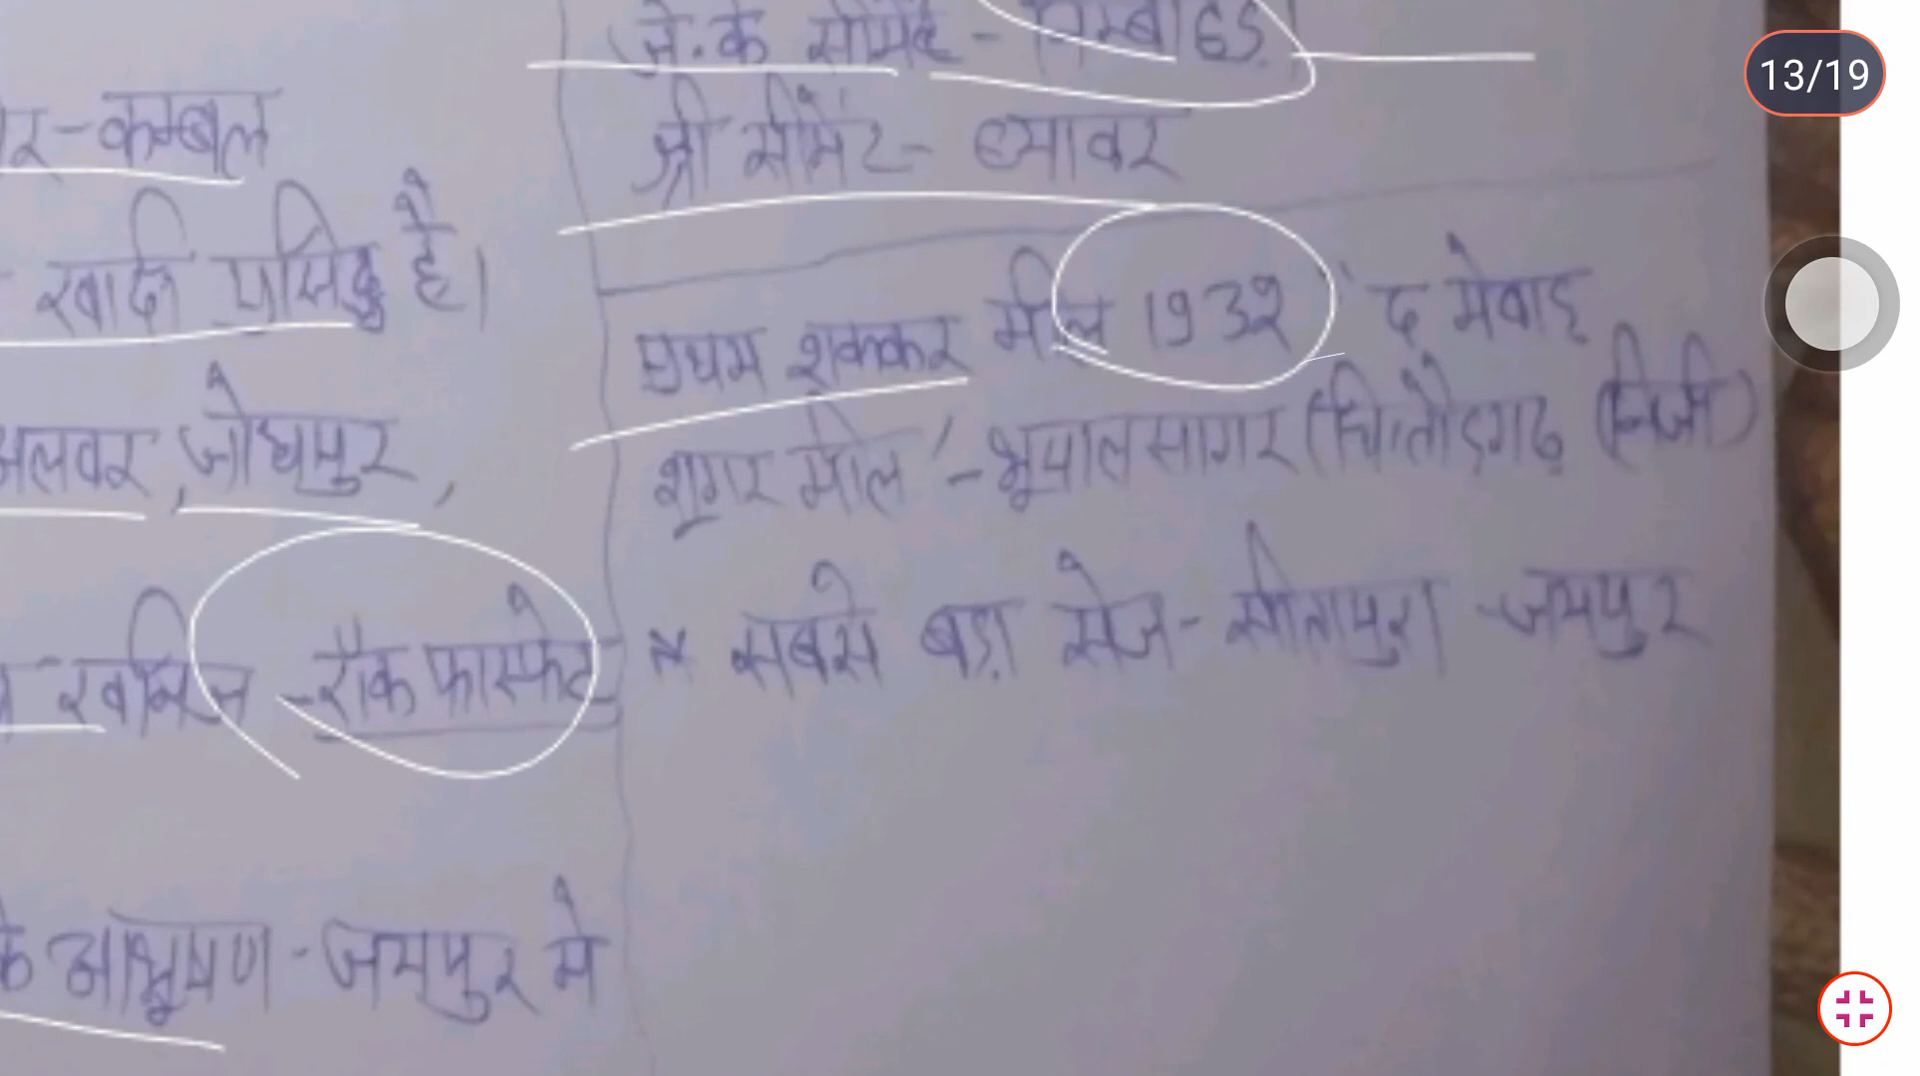 जे.के सीमेंट - निम्बाहेड़ा
श्री सीमेंट - ब्यावर
प्रथम शक्कर मील 1932 'द मेवाड़
शुगर मील' - भूपालसागर (चित्तौड़गढ़ (निजी)
* सबसे बड़ा सेज - सीतापुरा जयपुर
र - कम्बल
खादी प्रसिद्ध है।
अलवर, जोधपुर,
खनिज - रॉक फास्फेट
के आभूषण - जयपुर मे
13/19